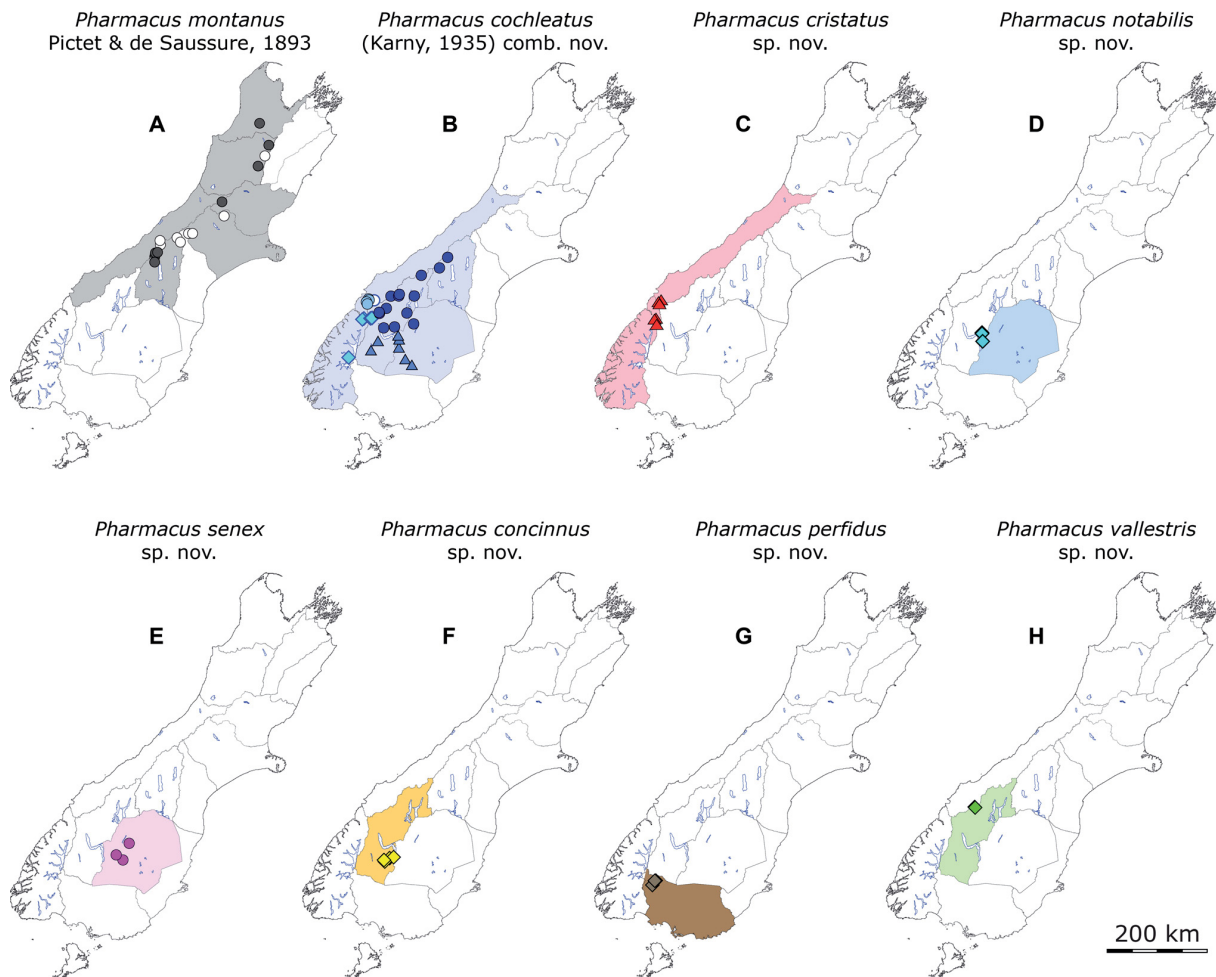 Pharmacus montanus
Pictet & de Saussure, 1893
Pharmacus cochleatus
(Karny, 1935) comb. nov.
Pharmacus cristatus
sp. nov.
Pharmacus notabilis
sp. nov.
A
B
C
D
Pharmacus senex
sp. nov.
Pharmacus concinnus
sp. nov.
Pharmacus perfidus
sp. nov.
Pharmacus vallestris
sp. nov.
E
F
G
H
200 km